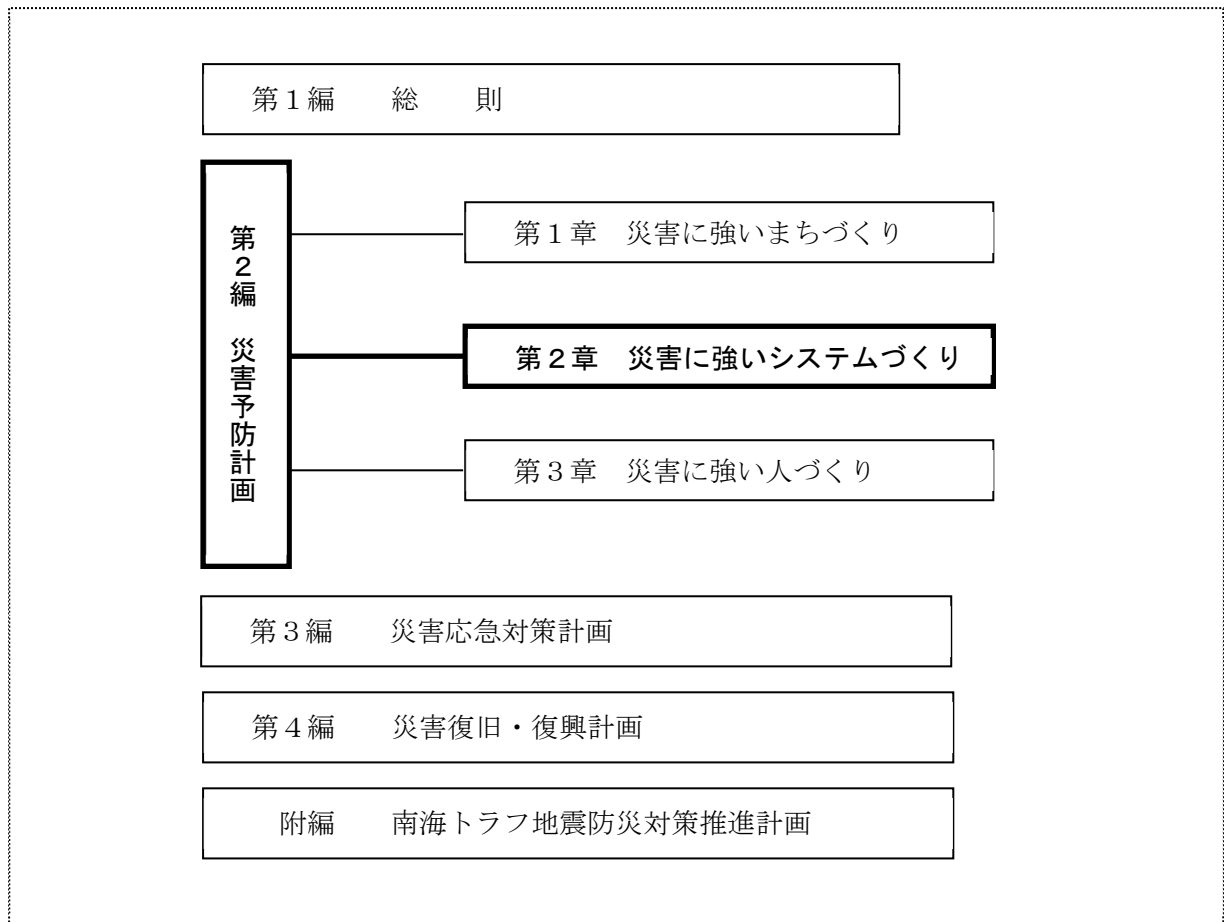 第１編　　総　　則
第２編　災害予防計画
第１章　災害に強いまちづくり
第２章　災害に強いシステムづくり
第３章　災害に強い人づくり
第３編　　災害応急対策計画
第４編　　災害復旧・復興計画
附編　　南海トラフ地震防災対策推進計画